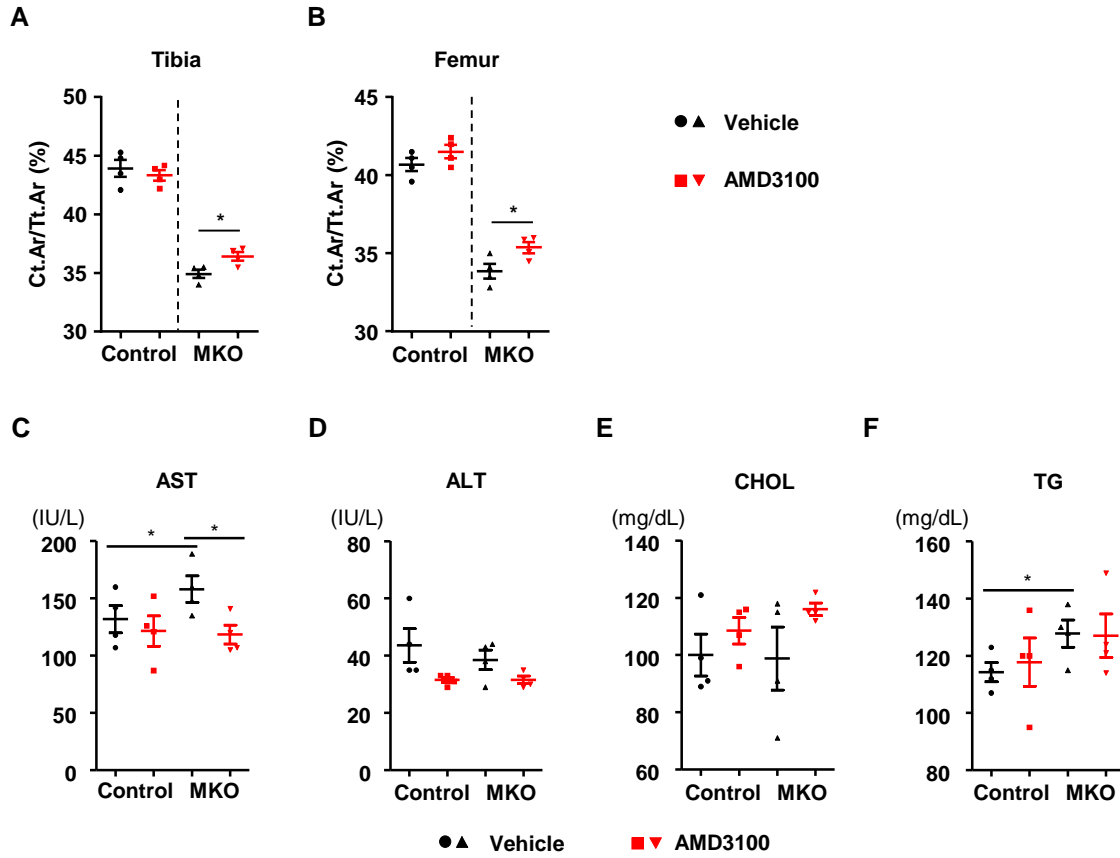 A
B
Tibia
Femur
Ct.Ar/Tt.Ar (%)
50
45
40
35
30
*
Control
MKO
Ct.Ar/Tt.Ar (%)
45
40
35
30
*
Control
MKO
Vehicle
AMD3100
C
D
E
F
AST
(IU/L)
200
150
100
50
0
*
*
Control
MKO
ALT
(IU/L)
80
60
40
20
0
Control
MKO
CHOL
(mg/dL)
140
120
100
80
60
Control
MKO
TG
(mg/dL)
160
140
120
100
80
*
Control
MKO
Vehicle
AMD3100